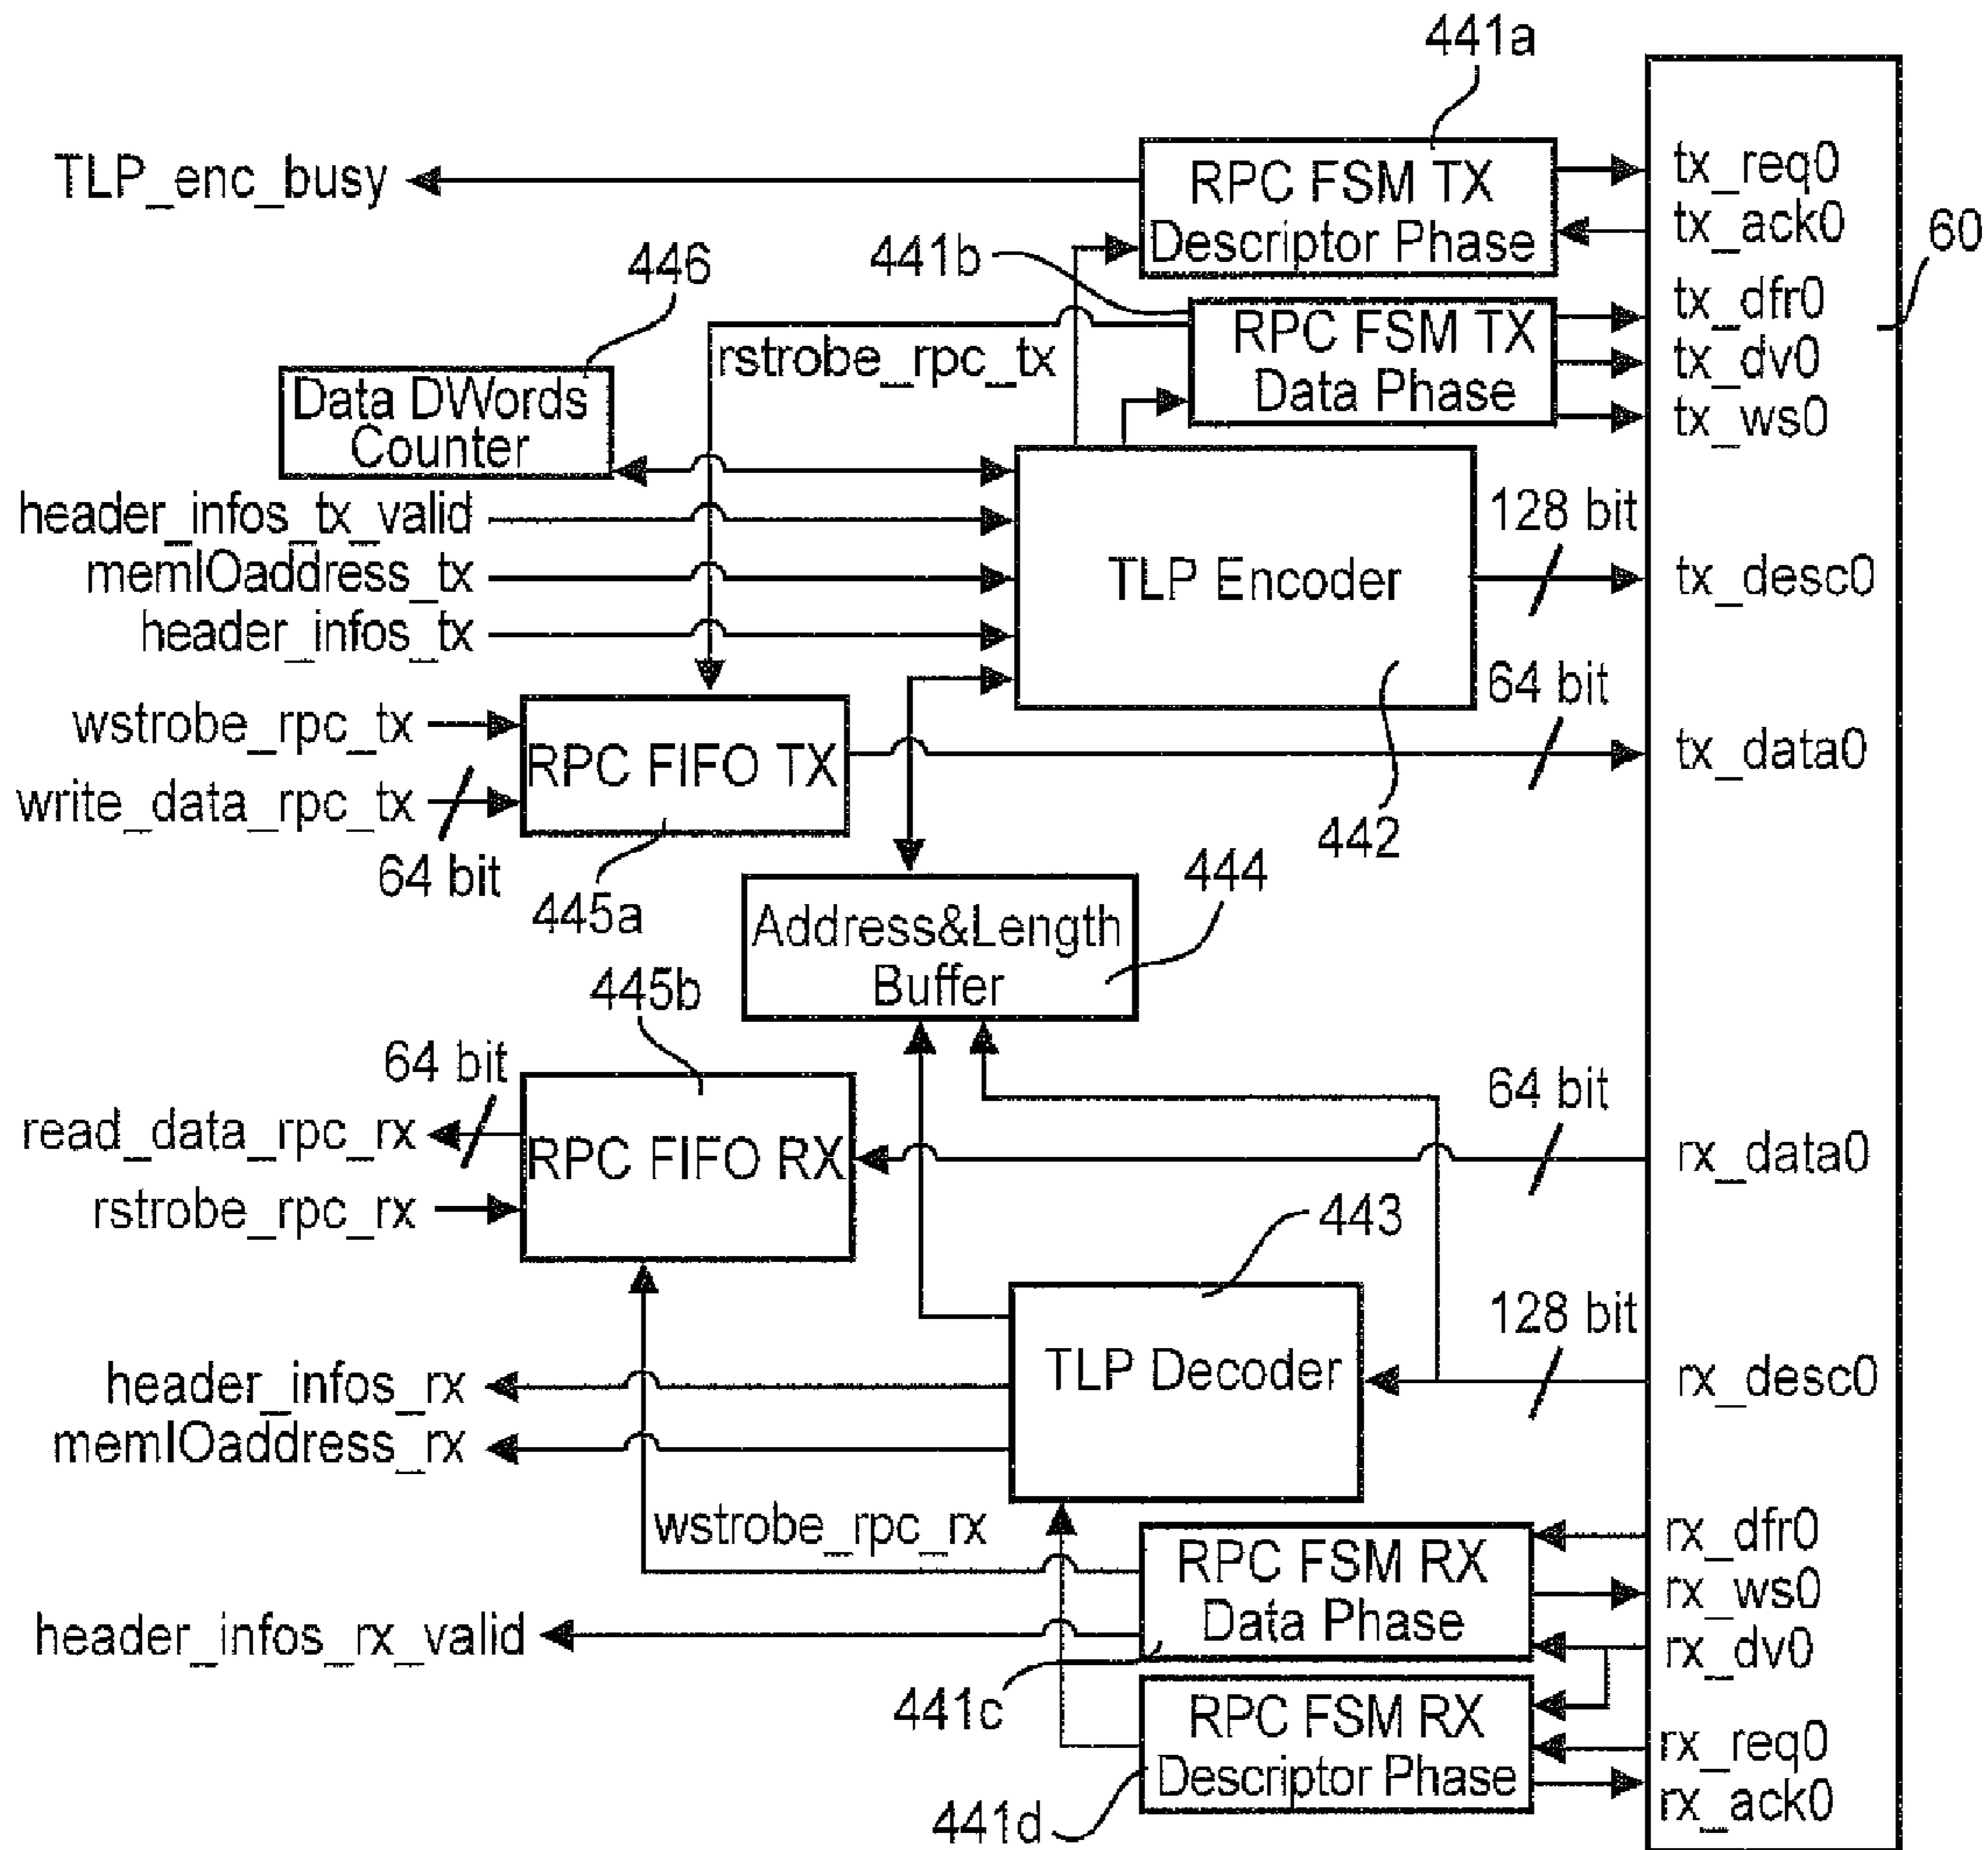 441a
TLP_enc_busy
RPC FSM TX
Descriptor Phase
tx_req0
tx_ack0
60
446
441b
rstrobe_rpc_tx
RPC FSM TX
Data Phase
tx_dfr0
tx_dv0
tx_ws0
Data DWords
Counter
header_infos_tx_valid
memIOaddress_tx
header_infos_tx
TLP Encoder
128 bit
tx_desc0
442
wstrobe_rpc_tx
write_data_rpc_tx
64 bit
RPC FIFO TX
445a
64 bit
tx_data0
444
Address&Length
Buffer
445b
64 bit
read_data_rpc_rx
rstrobe_rpc_rx
RPC FIFO RX
64 bit
rx_data0
443
TLP Decoder
128 bit
rx_desc0
header_infos_rx
memIOaddress_rx
wstrobe_rpc_rx
header_infos_rx_valid
RPC FSM RX
Data Phase
441c
rx_dfr0
rx_ws0
rx_dv0
RPC FSM RX
Descriptor Phase
441d
rx_req0
rx_ack0